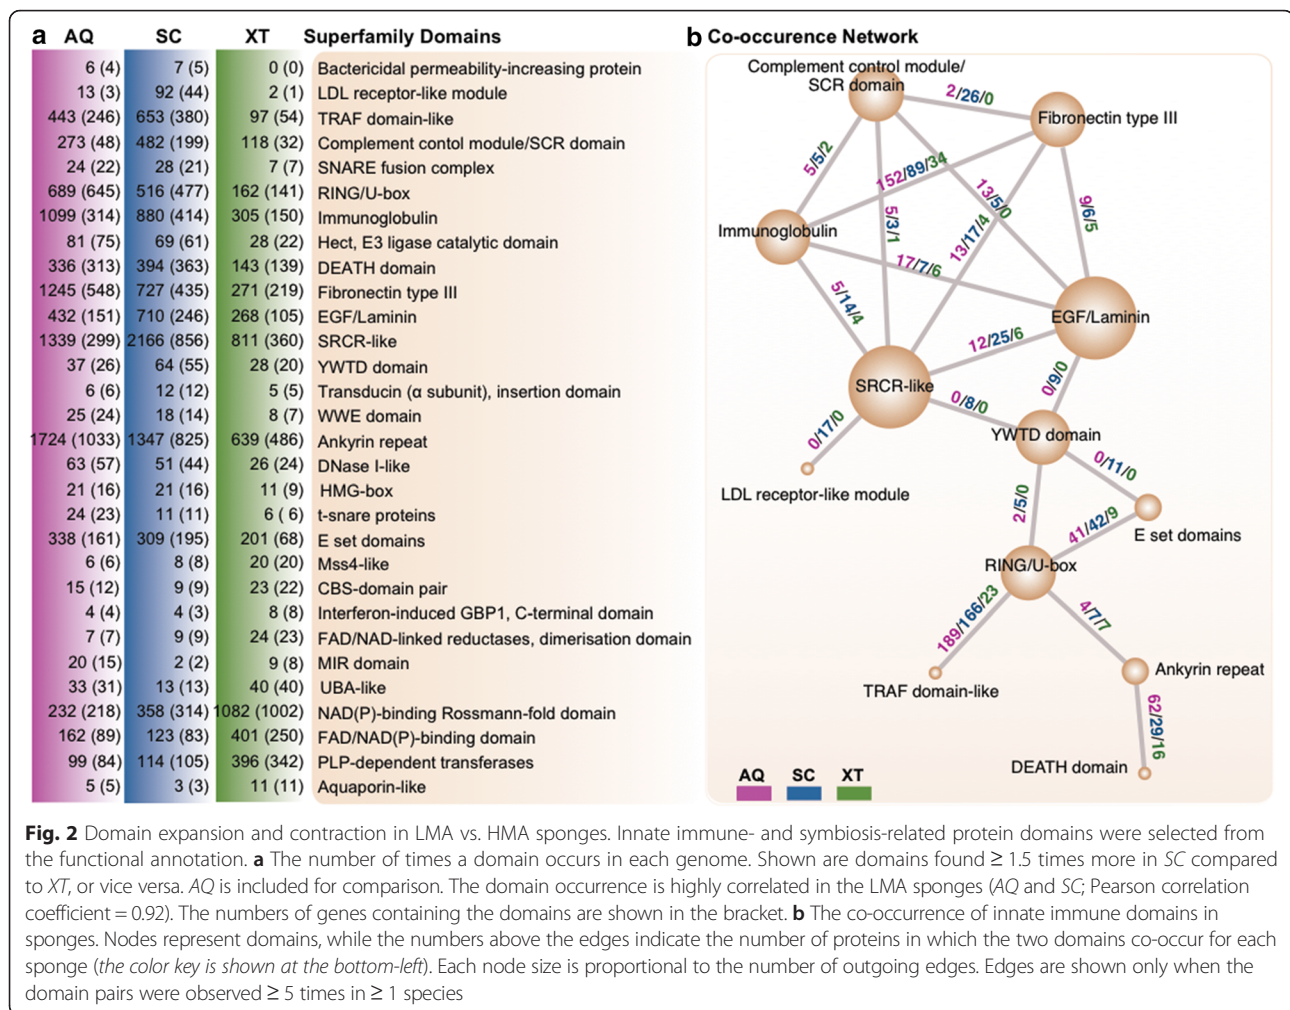 a AQ SC XT Superfamily Domains
6 (4) 7 (5) 0 (0) Bactericidal permeability-increasing protein
13 (3) 92 (44) 2 (1) LDL receptor-like module
443 (246) 653 (380) 97 (54) TRAF domain-like
273 (48) 482 (199) 118 (32) Complement contol module/SCR domain
24 (22) 28 (21) 7 (7) SNARE fusion complex
689 (645) 516 (477) 162 (141) RING/U-box
1099 (314) 880 (414) 305 (150) Immunoglobulin
81 (75) 69 (61) 28 (22) Hect, E3 ligase catalytic domain
336 (313) 394 (363) 143 (139) DEATH domain
1245 (548) 727 (435) 271 (219) Fibronectin type III
432 (151) 710 (246) 268 (105) EGF/Laminin
1339 (299) 2166 (856) 811 (360) SRCR-like
37 (26) 64 (55) 28 (20) YWTD domain
6 (6) 12 (12) 5 (5) Transducin (α subunit), insertion domain
25 (24) 18 (14) 8 (7) WWE domain
1724 (1033) 1347 (825) 639 (486) Ankyrin repeat
63 (57) 51 (44) 26 (24) DNase I-like
21 (16) 21 (16) 11 (9) HMG-box
24 (23) 11 (11) 6 ( 6) t-snare proteins
338 (161) 309 (195) 201 (68) E set domains
6 (6) 8 (8) 20 (20) Mss4-like
15 (12) 9 (9) 23 (22) CBS-domain pair
4 (4) 4 (3) 8 (8) Interferon-induced GBP1, C-terminal domain
7 (7) 9 (9) 24 (23) FAD/NAD-linked reductases, dimerisation domain
20 (15) 2 (2) 9 (8) MIR domain
33 (31) 13 (13) 40 (40) UBA-like
232 (218) 358 (314) 1082 (1002) NAD(P)-binding Rossmann-fold domain
162 (89) 123 (83) 401 (250) FAD/NAD(P)-binding domain
99 (84) 114 (105) 396 (342) PLP-dependent transferases
5 (5) 3 (3) 11 (11) Aquaporin-like
b Co-occurence Network
Complement control module/
SCR domain
2/26/0
Fibronectin type III
5/5/2
152/89/34
13/5/0
9/6/5
5/3/1
13/17/4
Immunoglobulin
17/7/6
5/14/4
EGF/Laminin
12/25/6
SRCR-like
0/9/0
0/8/0
0/17/0
YWTD domain
0/11/0
LDL receptor-like module
2/5/0
41/42/9
E set domains
RING/U-box
189/166/23
4/7/7
Ankyrin repeat
TRAF domain-like
62/29/16
DEATH domain
AQ SC XT
Fig. 2 Domain expansion and contraction in LMA vs. HMA sponges. Innate immune- and symbiosis-related protein domains were selected from
the functional annotation. a The number of times a domain occurs in each genome. Shown are domains found ≥ 1.5 times more in SC compared
to XT, or vice versa. AQ is included for comparison. The domain occurrence is highly correlated in the LMA sponges (AQ and SC; Pearson correlation
coefficient = 0.92). The numbers of genes containing the domains are shown in the bracket. b The co-occurrence of innate immune domains in
sponges. Nodes represent domains, while the numbers above the edges indicate the number of proteins in which the two domains co-occur for each
sponge (the color key is shown at the bottom-left). Each node size is proportional to the number of outgoing edges. Edges are shown only when the
domain pairs were observed ≥ 5 times in ≥ 1 species